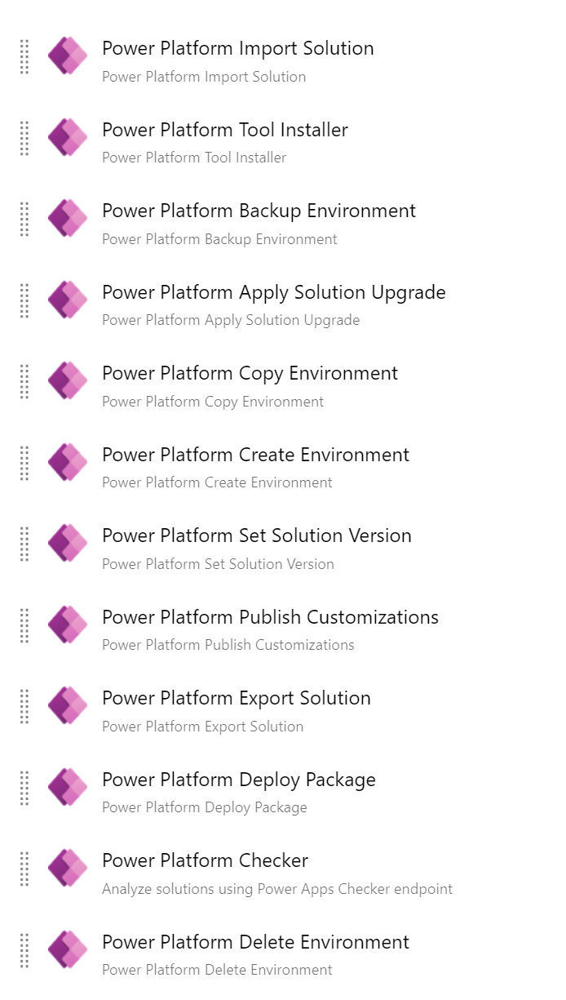 Power Platform Import Solution
Power Platform Import Solution
Power Platform Tool Installer
Power Platform Tool Installer
Power Platform Backup Environment
Power Platform Backup Environment
Power Platform Apply Solution Upgrade
Power Platform Apply Solution Upgrade
Power Platform Copy Environment
Power Platform Copy Environment
Power Platform Create Environment
Power Platform Create Environment
Power Platform Set Solution Version
Power Platform Set Solution Version
Power Platform Publish Customizations
Power Platform Publish Customizations
Power Platform Export Solution
Power Platform Export Solution
Power Platform Deploy Package
Power Platform Deploy Package
Power Platform Checker
Analyze solutions using Power Apps Checker endpoint
Power Platform Delete Environment
Power Platform Delete Environment